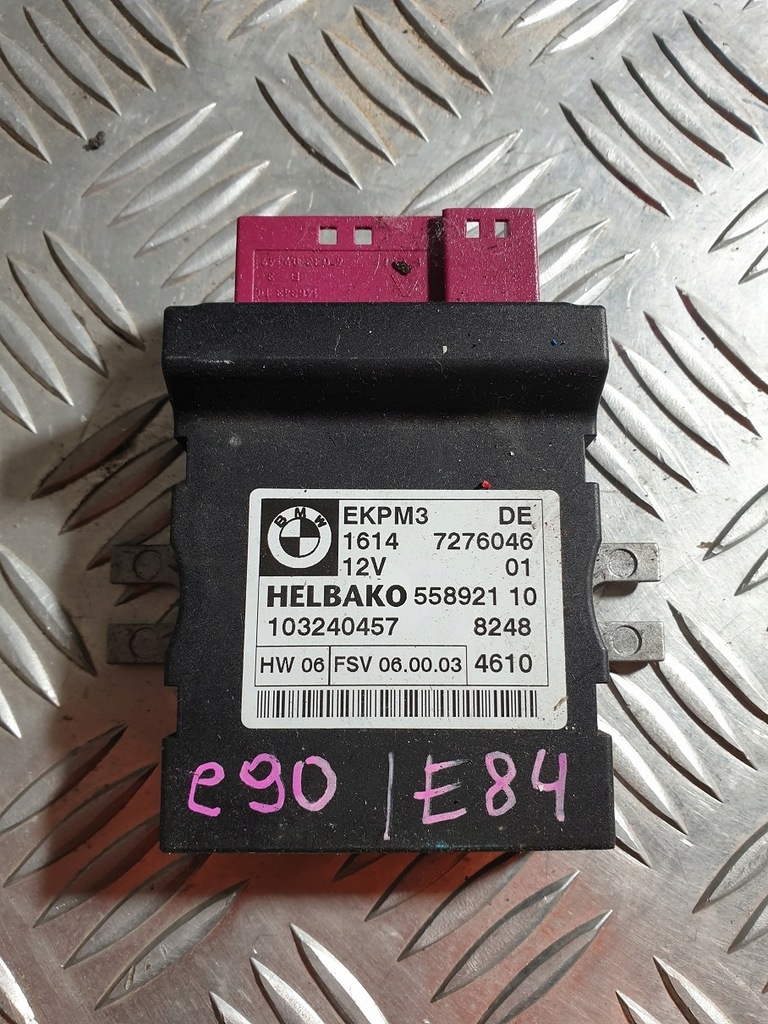 BMW
EKPM3 DE
1614 7276046
12V 01
HELBAKO 558921 10
103240457 8248
HW 06 FSV 06.00.03 4610
e90 / E84